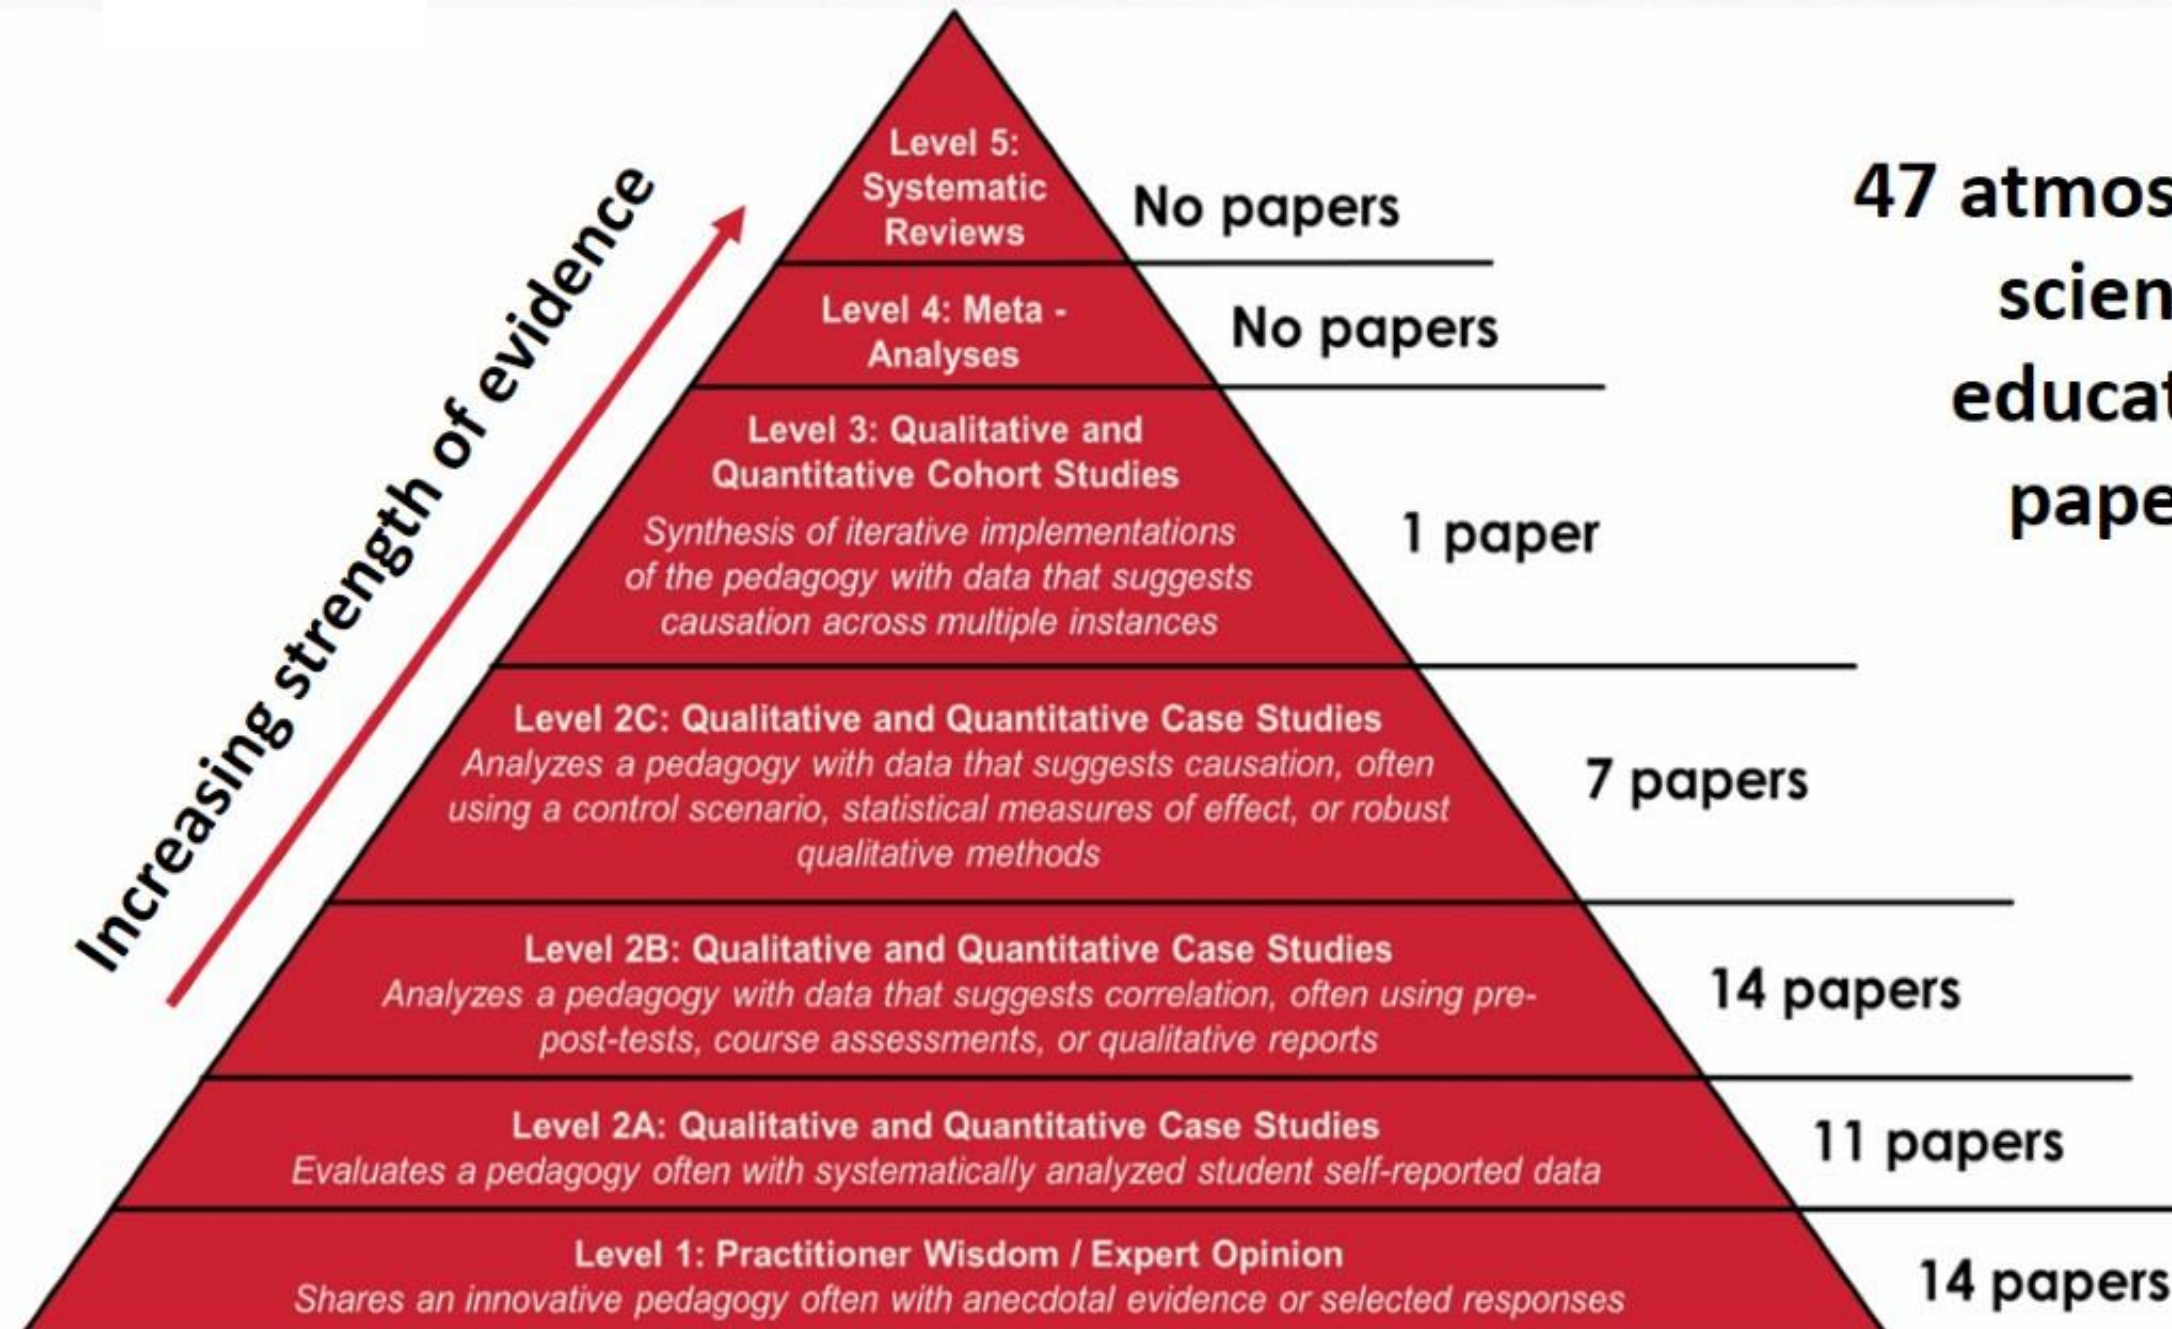 Level 5:
Systematic
Reviews
No papers
Level 4: Meta -
Analyses
No papers
Level 3: Qualitative and
Quantitative Cohort Studies
Synthesis of iterative implementations
of the pedagogy with data that suggests
causation across multiple instances
1 paper
Level 2C: Qualitative and Quantitative Case Studies
Analyzes a pedagogy with data that suggests causation, often
using a control scenario, statistical measures of effect, or robust
qualitative methods
7 papers
Level 2B: Qualitative and Quantitative Case Studies
Analyzes a pedagogy with data that suggests correlation, often using pre-
post-tests, course assessments, or qualitative reports
14 papers
Level 2A: Qualitative and Quantitative Case Studies
Evaluates a pedagogy often with systematically analyzed student self-reported data
11 papers
Level 1: Practitioner Wisdom / Expert Opinion
Shares an innovative pedagogy often with anecdotal evidence or selected responses
14 papers
Increasing strength of evidence
47 atmos
scien
educat
pape